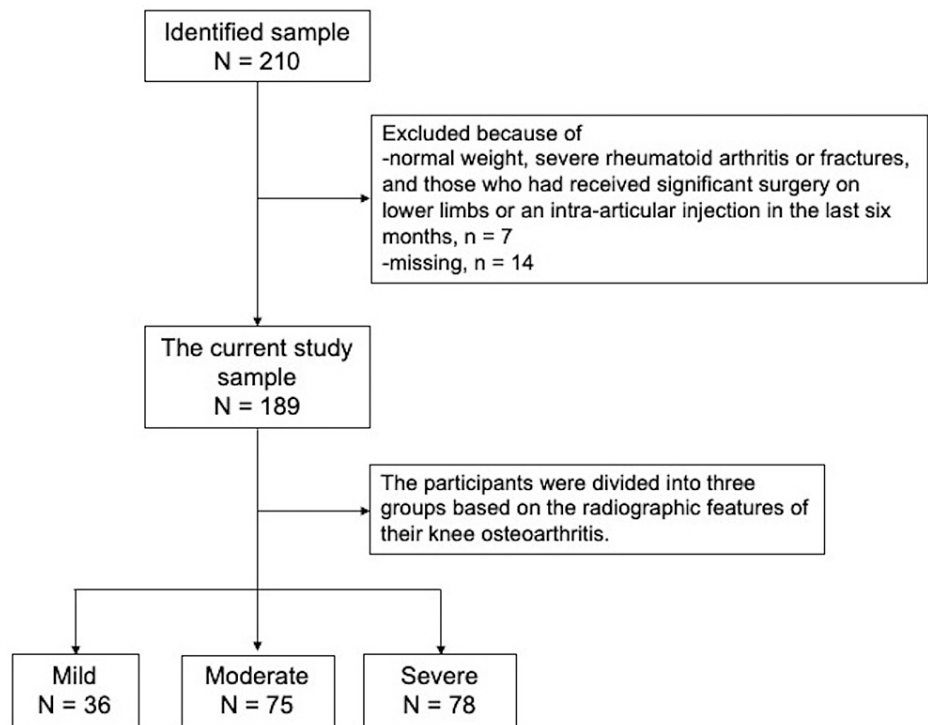 Identified sample
N = 210
Excluded because of
-normal weight, severe rheumatoid arthritis or fractures,
and those who had received significant surgery on
lower limbs or an intra-articular injection in the last six
months, n = 7
-missing, n = 14
The current study
sample
N = 189
The participants were divided into three
groups based on the radiographic features of
their knee osteoarthritis.
Mild
N = 36
Moderate
N = 75
Severe
N = 78